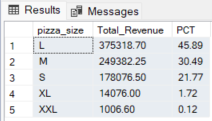 Results Messages
pizza_size Total_Revenue PCT
1 L 375318.70 45.89
2 M 249382.25 30.49
3 S 178076.50 21.77
4 XL 14076.00 1.72
5 XXL 1006.60 0.12